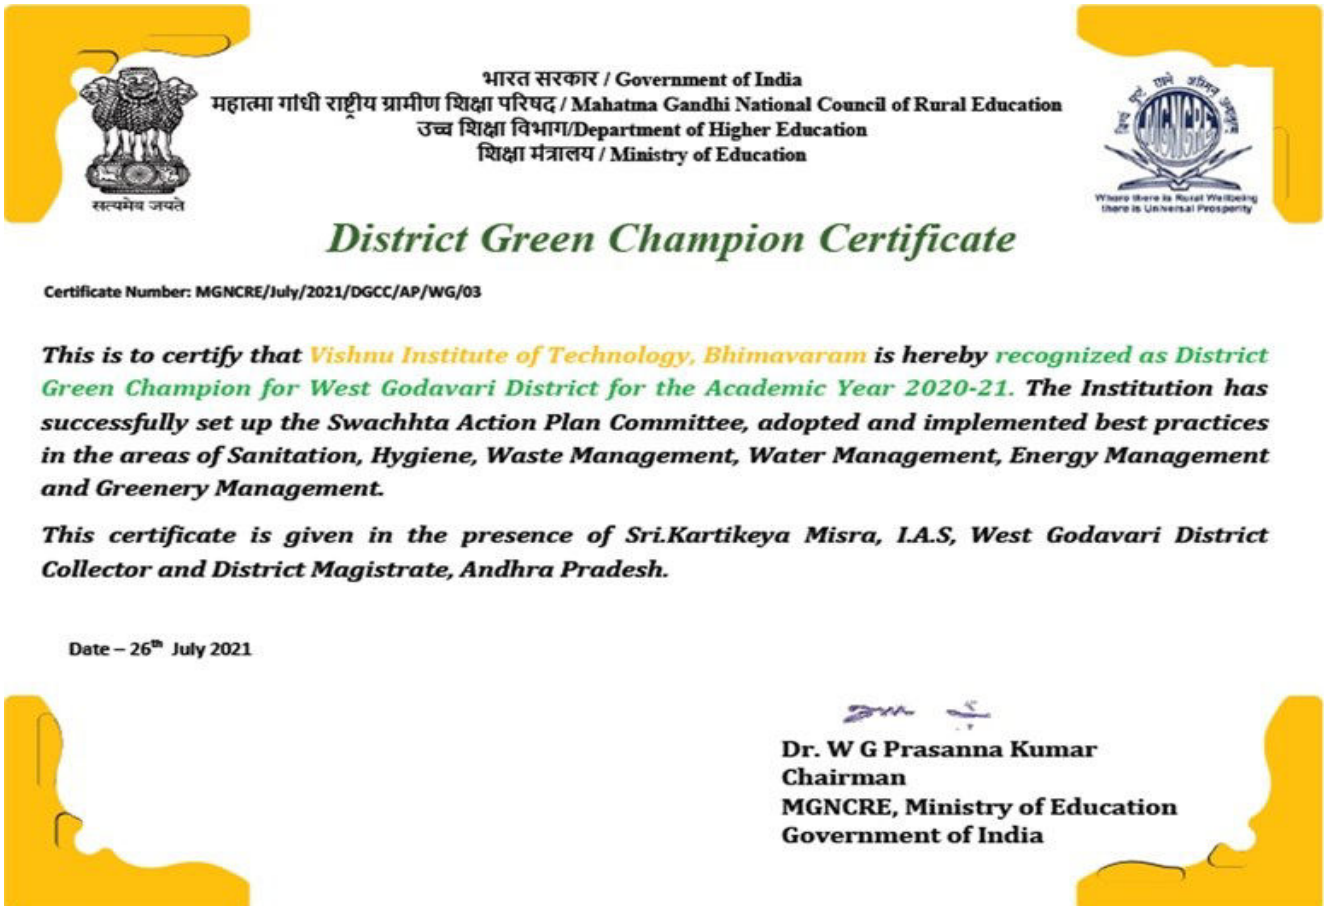 भारत सरकार / Government of India
महात्मा गांधी राष्ट्रीय ग्रामीण शिक्षा परिषद / Mahatma Gandhi National Council of Rural Education
उच्च शिक्षा विभाग/Department of Higher Education
शिक्षा मंत्रालय / Ministry of Education
सत्यमेव जयते
MGNCRE
Where there is Rural Wellbeing
there is Universal Prosperity
District Green Champion Certificate
Certificate Number: MGNCRE/July/2021/DGCC/AP/WG/03
This is to certify that Vishnu Institute of Technology, Bhimavaram is hereby recognized as District
Green Champion for West Godavari District for the Academic Year 2020-21. The Institution has
successfully set up the Swachhta Action Plan Committee, adopted and implemented best practices
in the areas of Sanitation, Hygiene, Waste Management, Water Management, Energy Management
and Greenery Management.
This certificate is given in the presence of Sri.Kartikeya Misra, I.A.S, West Godavari District
Collector and District Magistrate, Andhra Pradesh.
Date – 26th July 2021
Dr. W G Prasanna Kumar
Chairman
MGNCRE, Ministry of Education
Government of India